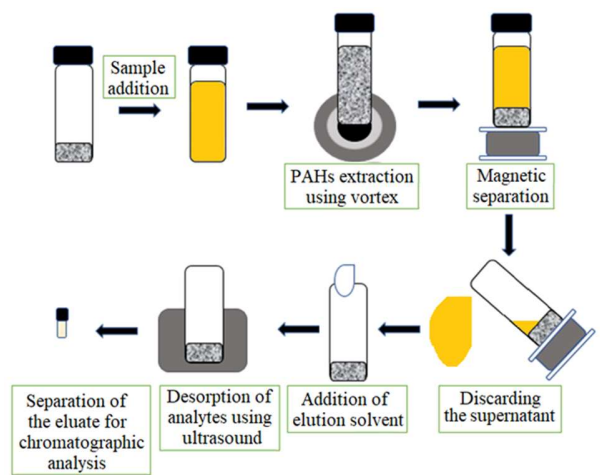 Sample
addition
PAHs extraction
using vortex
Magnetic
separation
Discarding
the supernatant
Addition of
elution solvent
Desorption of
analytes using
ultrasound
Separation of
the eluate for
chromatographic
analysis